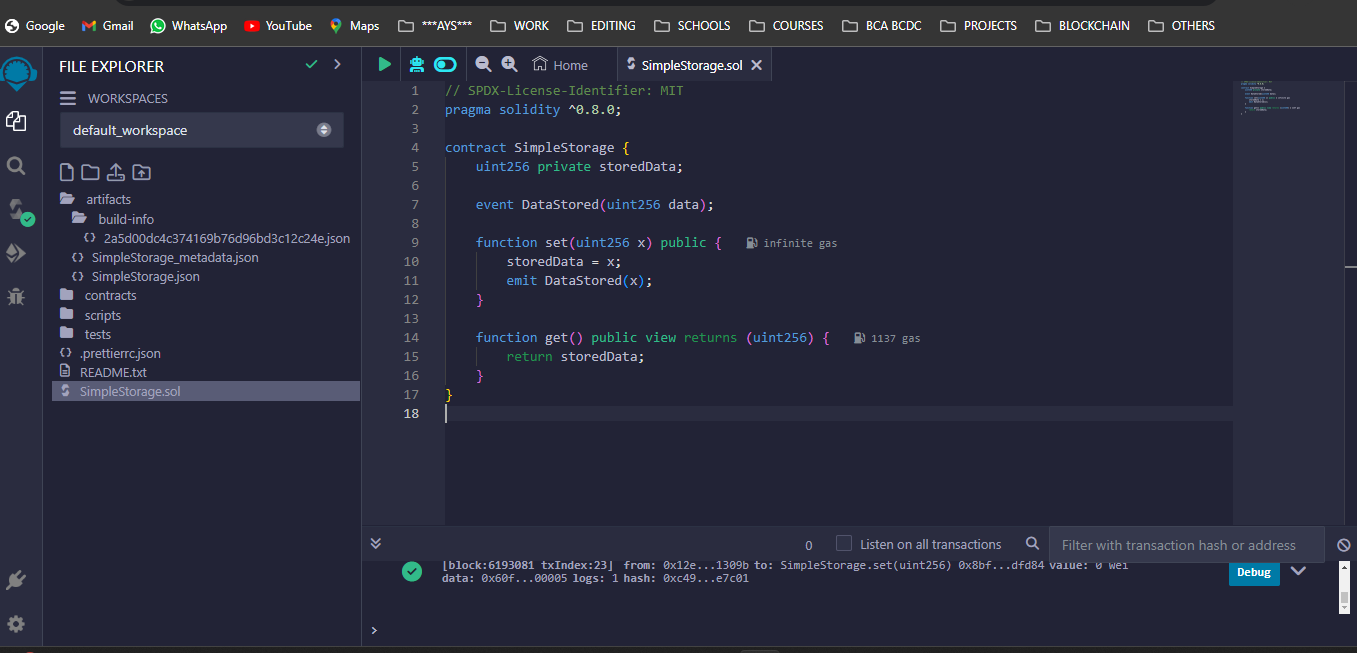 Google Gmail WhatsApp YouTube Maps ***AYS*** WORK EDITING SCHOOLS COURSES BCA BCDC PROJECTS BLOCKCHAIN OTHERS
FILE EXPLORER
WORKSPACES
default_workspace
artifacts
build-info
2a5d00dc4c374169b76d96bd3c12c24e.json
SimpleStorage_metadata.json
SimpleStorage.json
contracts
scripts
tests
.prettierrc.json
README.txt
SimpleStorage.sol
Home SimpleStorage.sol
1 // SPDX-License-Identifier: MIT
2 pragma solidity ^0.8.0;
3
4 contract SimpleStorage {
5 uint256 private storedData;
6
7 event DataStored(uint256 data);
8
9 function set(uint256 x) public { infinite gas
10 storedData = x;
11 emit DataStored(x);
12 }
13
14 function get() public view returns (uint256) { 1137 gas
15 return storedData;
16 }
17 }
18
0 Listen on all transactions Filter with transaction hash or address
[block:6193081 txIndex:23] from: 0x12e...1309b to: SimpleStorage.set(uint256) 0x8bf...dfd84 value: 0 wei
data: 0x60f...00005 logs: 1 hash: 0xc49...e7c01
Debug
>